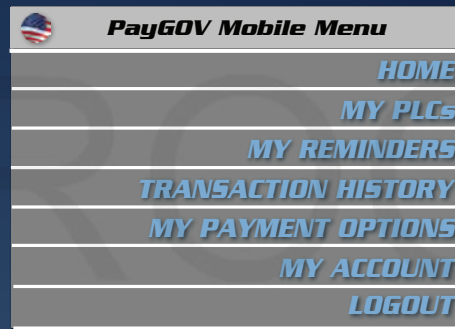 PayGOV Mobile Menu
HOME
MY PLCs
MY REMINDERS
TRANSACTION HISTORY
MY PAYMENT OPTIONS
MY ACCOUNT
LOGOUT